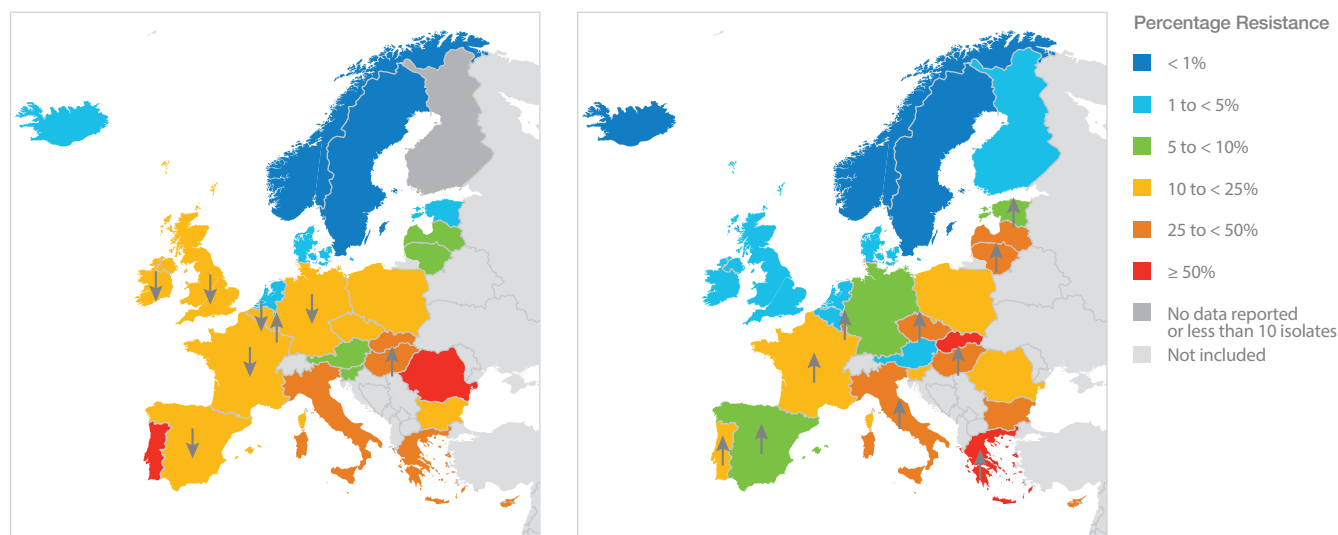 Percentage Resistance
< 1%
1 to < 5%
5 to < 10%
10 to < 25%
25 to < 50%
≥ 50%
No data reported
or less than 10 isolates
Not included